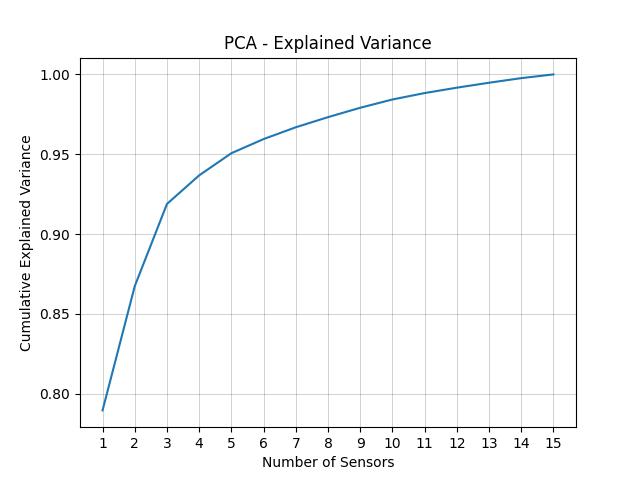 PCA - Explained Variance
Cumulative Explained Variance
1.00
0.95
0.90
0.85
0.80
1 2 3 4 5 6 7 8 9 10 11 12 13 14 15
Number of Sensors